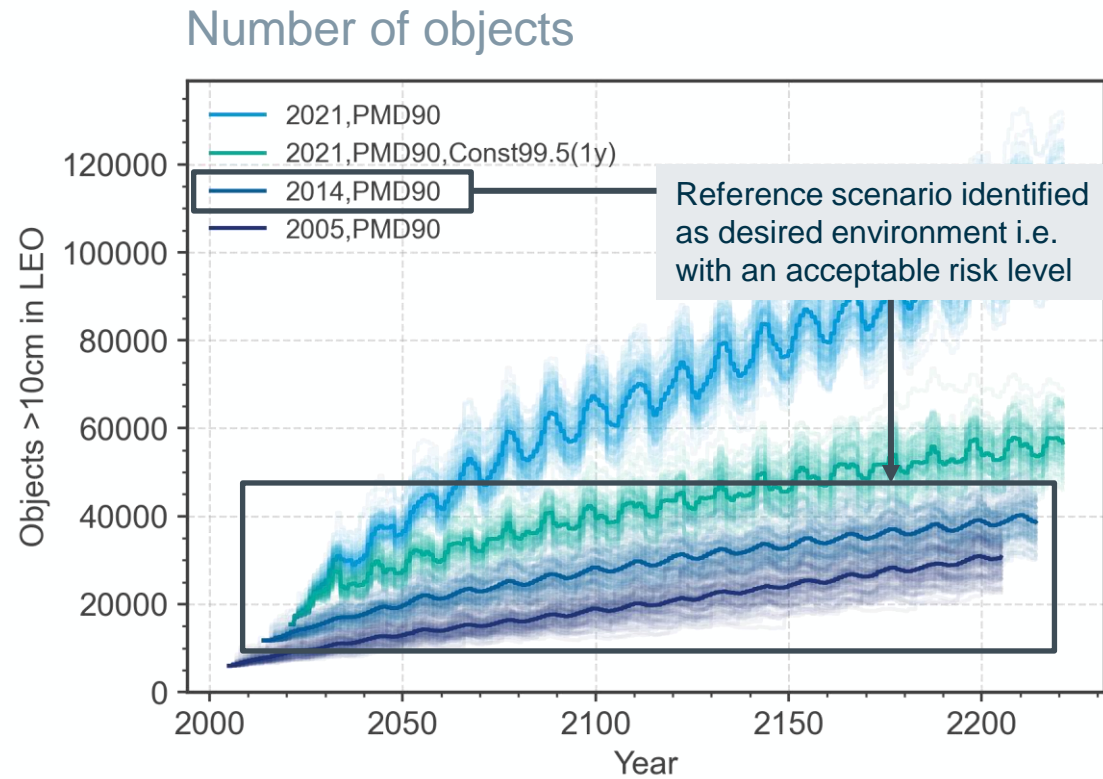 Number of objects
2021,PMD90
2021,PMD90,Const99.5(1y)
2014,PMD90
2005,PMD90
Reference scenario identified
as desired environment i.e.
with an acceptable risk level
Objects >10cm in LEO
120000
100000
80000
60000
40000
20000
0
2000
2050
2100
2150
2200
Year